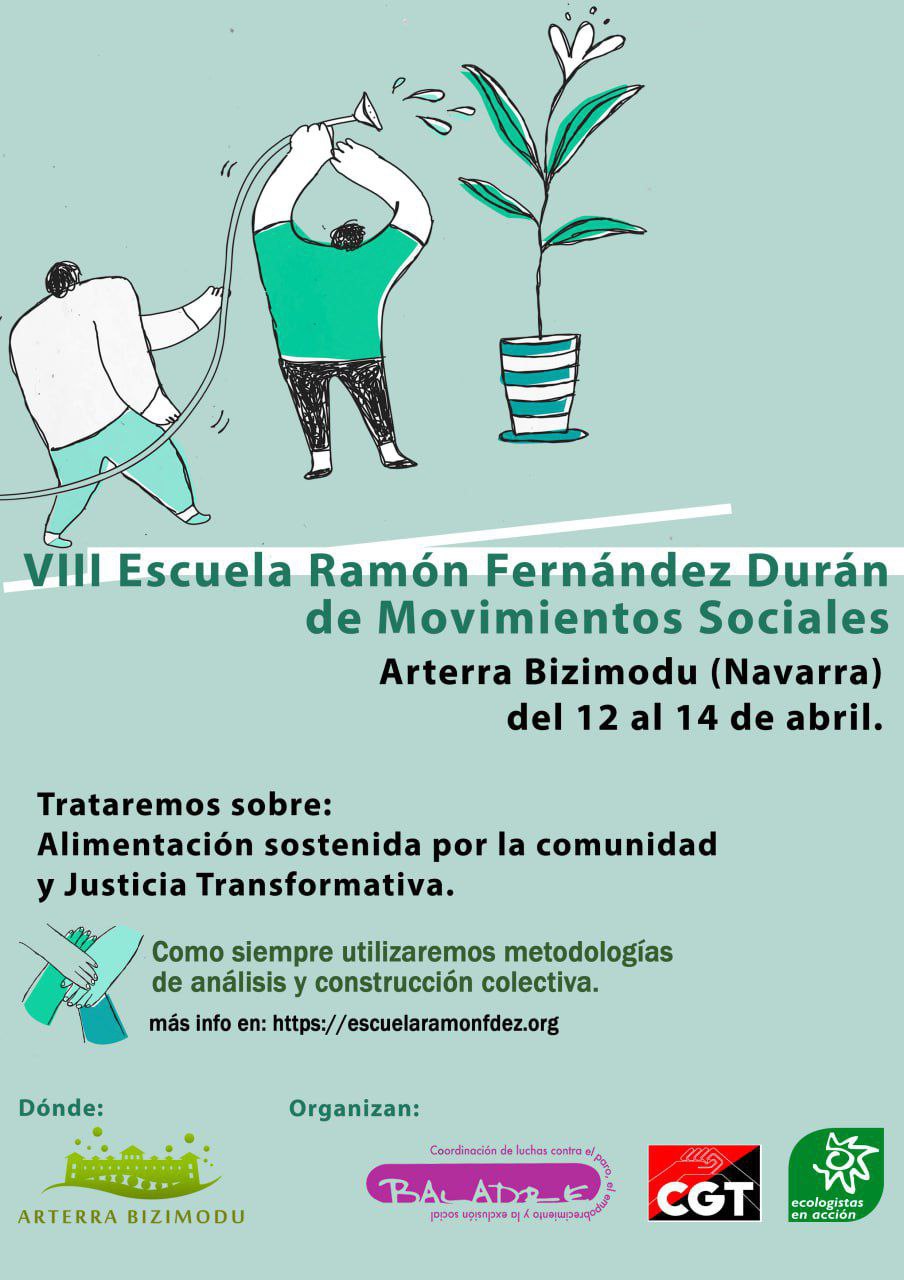 VIII Escuela Ramón Fernández Durán
de Movimientos Sociales
Arterra Bizimodu (Navarra)
del 12 al 14 de abril.
Trataremos sobre:
Alimentación sostenida por la comunidad
y Justicia Transformativa.
Como siempre utilizaremos metodologías
de análisis y construcción colectiva.
más info en: https://escuelaramonfdez.org
Dónde:
ARTERRA BIZIMODU
Organizan:
Coordinación de luchas contra el paro, el empobrecimiento y la exclusión social
BALADRE
CGT
ecologistas
en acción